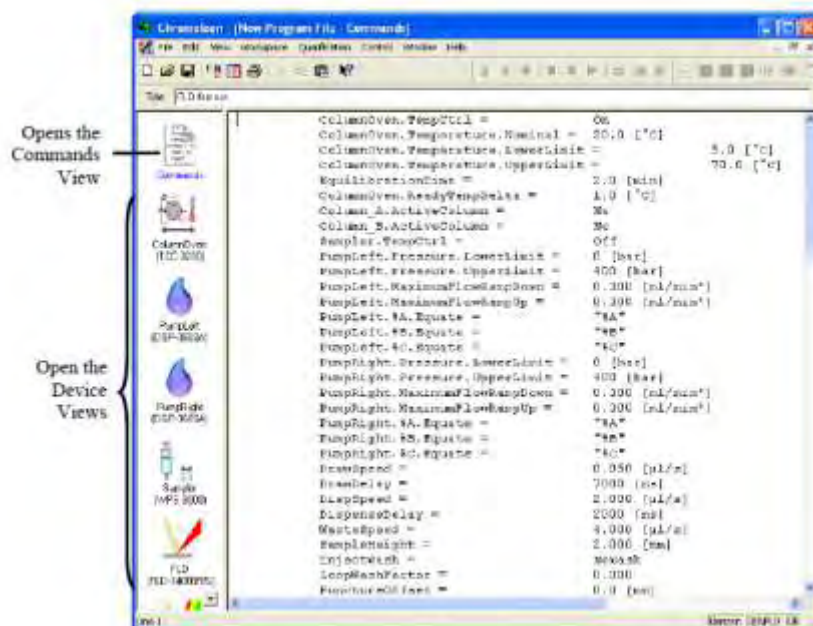 Chromeleon - [New Program File - Commands]
File Edit View Workspace Qualification Control Window Help
Title:
Opens the
Commands
View
Commands
ColumnOven
(TCC-3000)
PumpLeft
PumpRight
Open the
Device
Views
Sampler
(WPS-3000)
FLD
ColumnOven.TempCtrl = On
ColumnOven.Temperature.Nominal = 20.0 [°C]
ColumnOven.Temperature.LowerLimit = 5.0 [°C]
ColumnOven.Temperature.UpperLimit = 70.0 [°C]
EquilibrationTime = 2.0 [min]
ColumnOven.ReadyTempDelta = 1.0 [°C]
Column_A.ActiveColumn = No
Column_B.ActiveColumn = No
Sampler.TempCtrl = Off
PumpLeft.Pressure.LowerLimit = 0 [bar]
PumpLeft.Pressure.UpperLimit = 400 [bar]
PumpLeft.MaximumFlowRampDown = 0.300 [ml/min²]
PumpLeft.MaximumFlowRampUp = 0.300 [ml/min²]
PumpLeft.%A.Equate = "%A"
PumpLeft.%B.Equate = "%B"
PumpLeft.%C.Equate = "%C"
PumpRight.Pressure.LowerLimit = 0 [bar]
PumpRight.Pressure.UpperLimit = 400 [bar]
PumpRight.MaximumFlowRampDown = 0.300 [ml/min²]
PumpRight.MaximumFlowRampUp = 0.300 [ml/min²]
PumpRight.%A.Equate = "%A"
PumpRight.%B.Equate = "%B"
PumpRight.%C.Equate = "%C"
DrawSpeed = 0.050 [µl/s]
DrawDelay = 7000 [ms]
DispSpeed = 2.000 [µl/s]
DispenseDelay = 2000 [ms]
WasteSpeed = 4.000 [µl/s]
SampleHeight = 2.000 [mm]
InjectWash = NoWash
LoopWashFactor = 0.000
PunctureOffset = 0.0 [mm]
Line 1